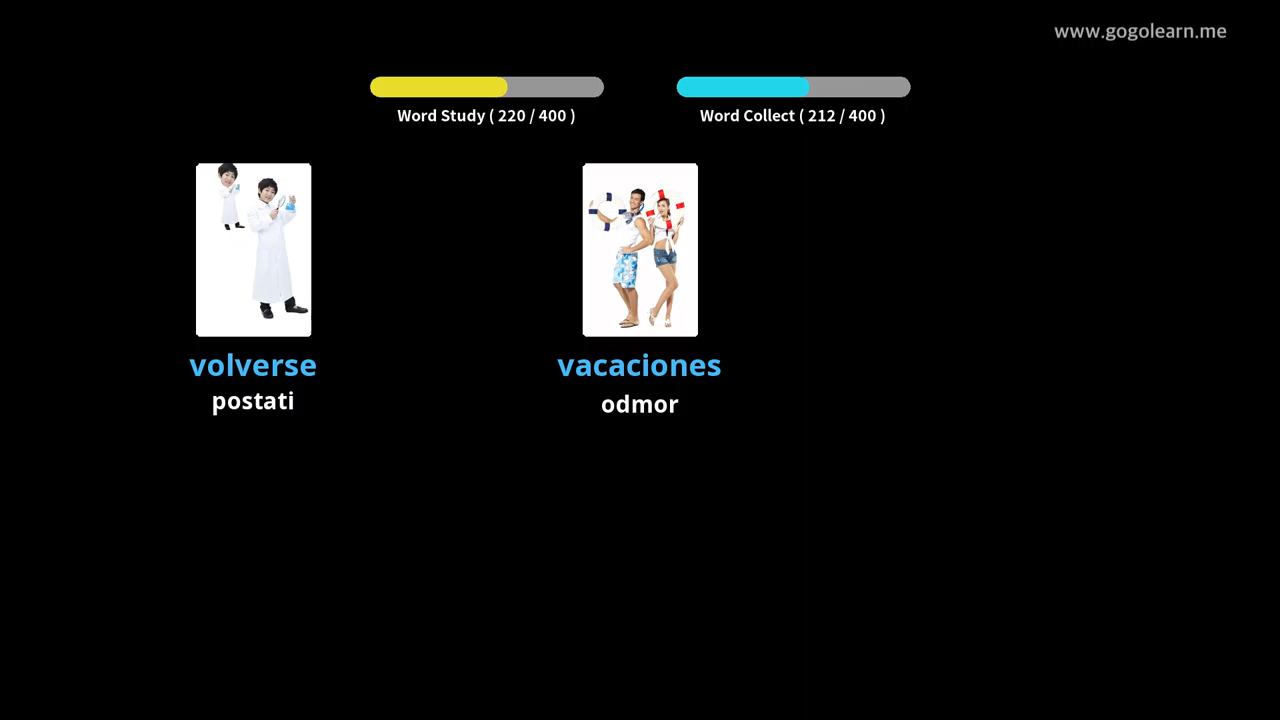 www.gogolearn.me
Word Study ( 220 / 400 )
Word Collect ( 212 / 400 )
volverse
postati
vacaciones
odmor